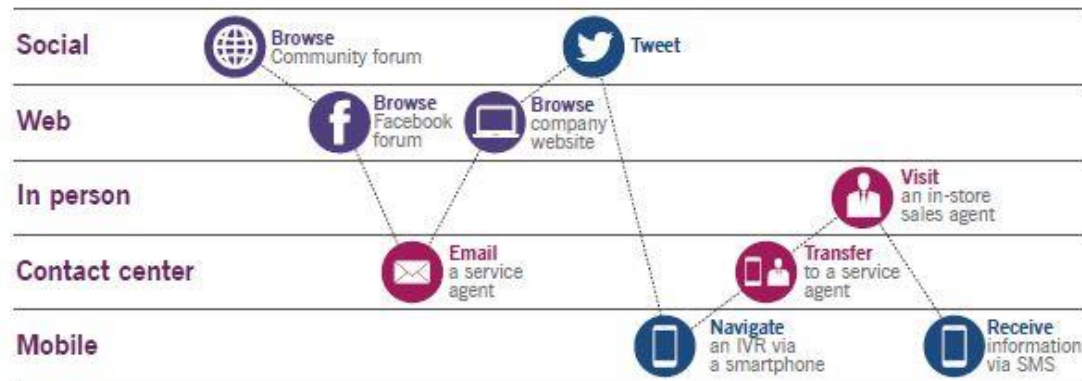 Social
Browse
Community forum
Tweet
Web
Browse
Facebook
forum
Browse
company
website
In person
Visit
an in-store
sales agent
Contact center
Email
a service
agent
Transfer
to a service
agent
Mobile
Navigate
an IVR via
a smartphone
Receive
information
via SMS